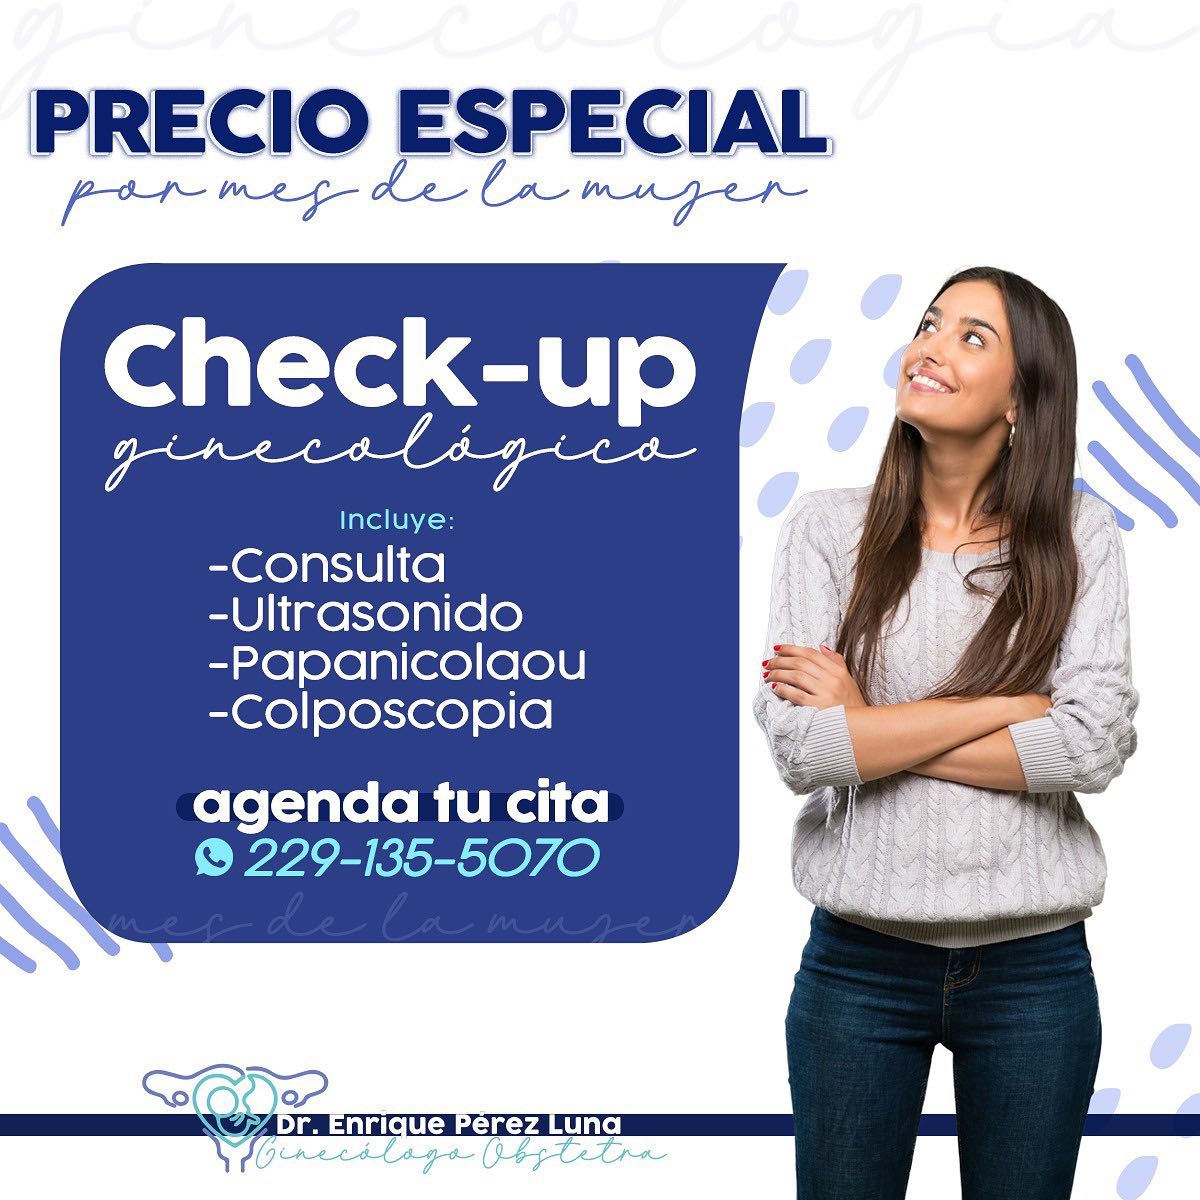 ginecología
PRECIO ESPECIAL
por mes de la mujer
Check-up
ginecológico
Incluye:
-Consulta
-Ultrasonido
-Papanicolaou
-Colposcopia
agenda tu cita
229-135-5070
mes de la mujer
Dr. Enrique Pérez Luna
Ginecólogo Obstetra